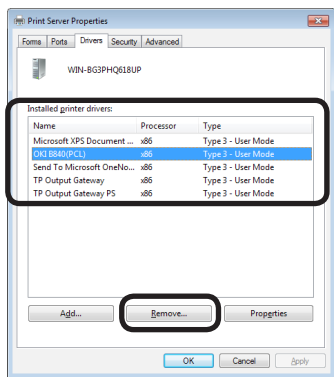 Print Server Properties
Forms Ports Drivers Security Advanced
WIN-BG3PHQ618UP
Installed printer drivers:
Name Processor Type
Microsoft XPS Document ... x86 Type 3 - User Mode
OKI B840(PCL) x86 Type 3 - User Mode
Send To Microsoft OneNo... x86 Type 3 - User Mode
TP Output Gateway x86 Type 3 - User Mode
TP Output Gateway PS x86 Type 3 - User Mode
Add... Remove... Properties
OK Cancel Apply